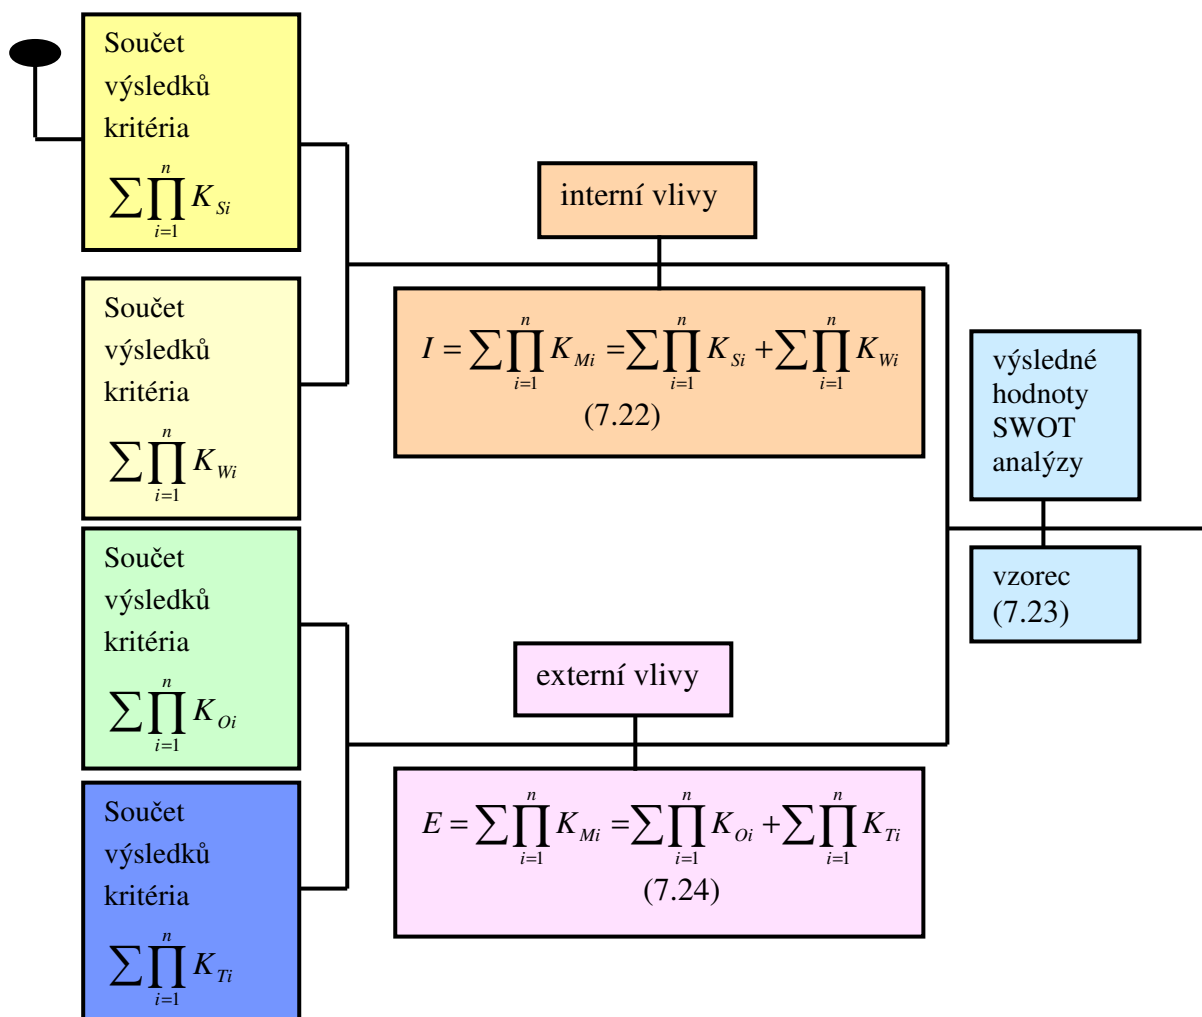 Součet
výsledků
kritéria
∑∏_{i=1}^{n} K_{Si}
Součet
výsledků
kritéria
∑∏_{i=1}^{n} K_{Wi}
Součet
výsledků
kritéria
∑∏_{i=1}^{n} K_{Oi}
Součet
výsledků
kritéria
∑∏_{i=1}^{n} K_{Ti}
interní vlivy
I = ∑∏_{i=1}^{n} K_{Mi} = ∑∏_{i=1}^{n} K_{Si} + ∑∏_{i=1}^{n} K_{Wi}
(7.22)
externí vlivy
E = ∑∏_{i=1}^{n} K_{Mi} = ∑∏_{i=1}^{n} K_{Oi} + ∑∏_{i=1}^{n} K_{Ti}
(7.24)
výsledné
hodnoty
SWOT
analýzy
vzorec
(7.23)